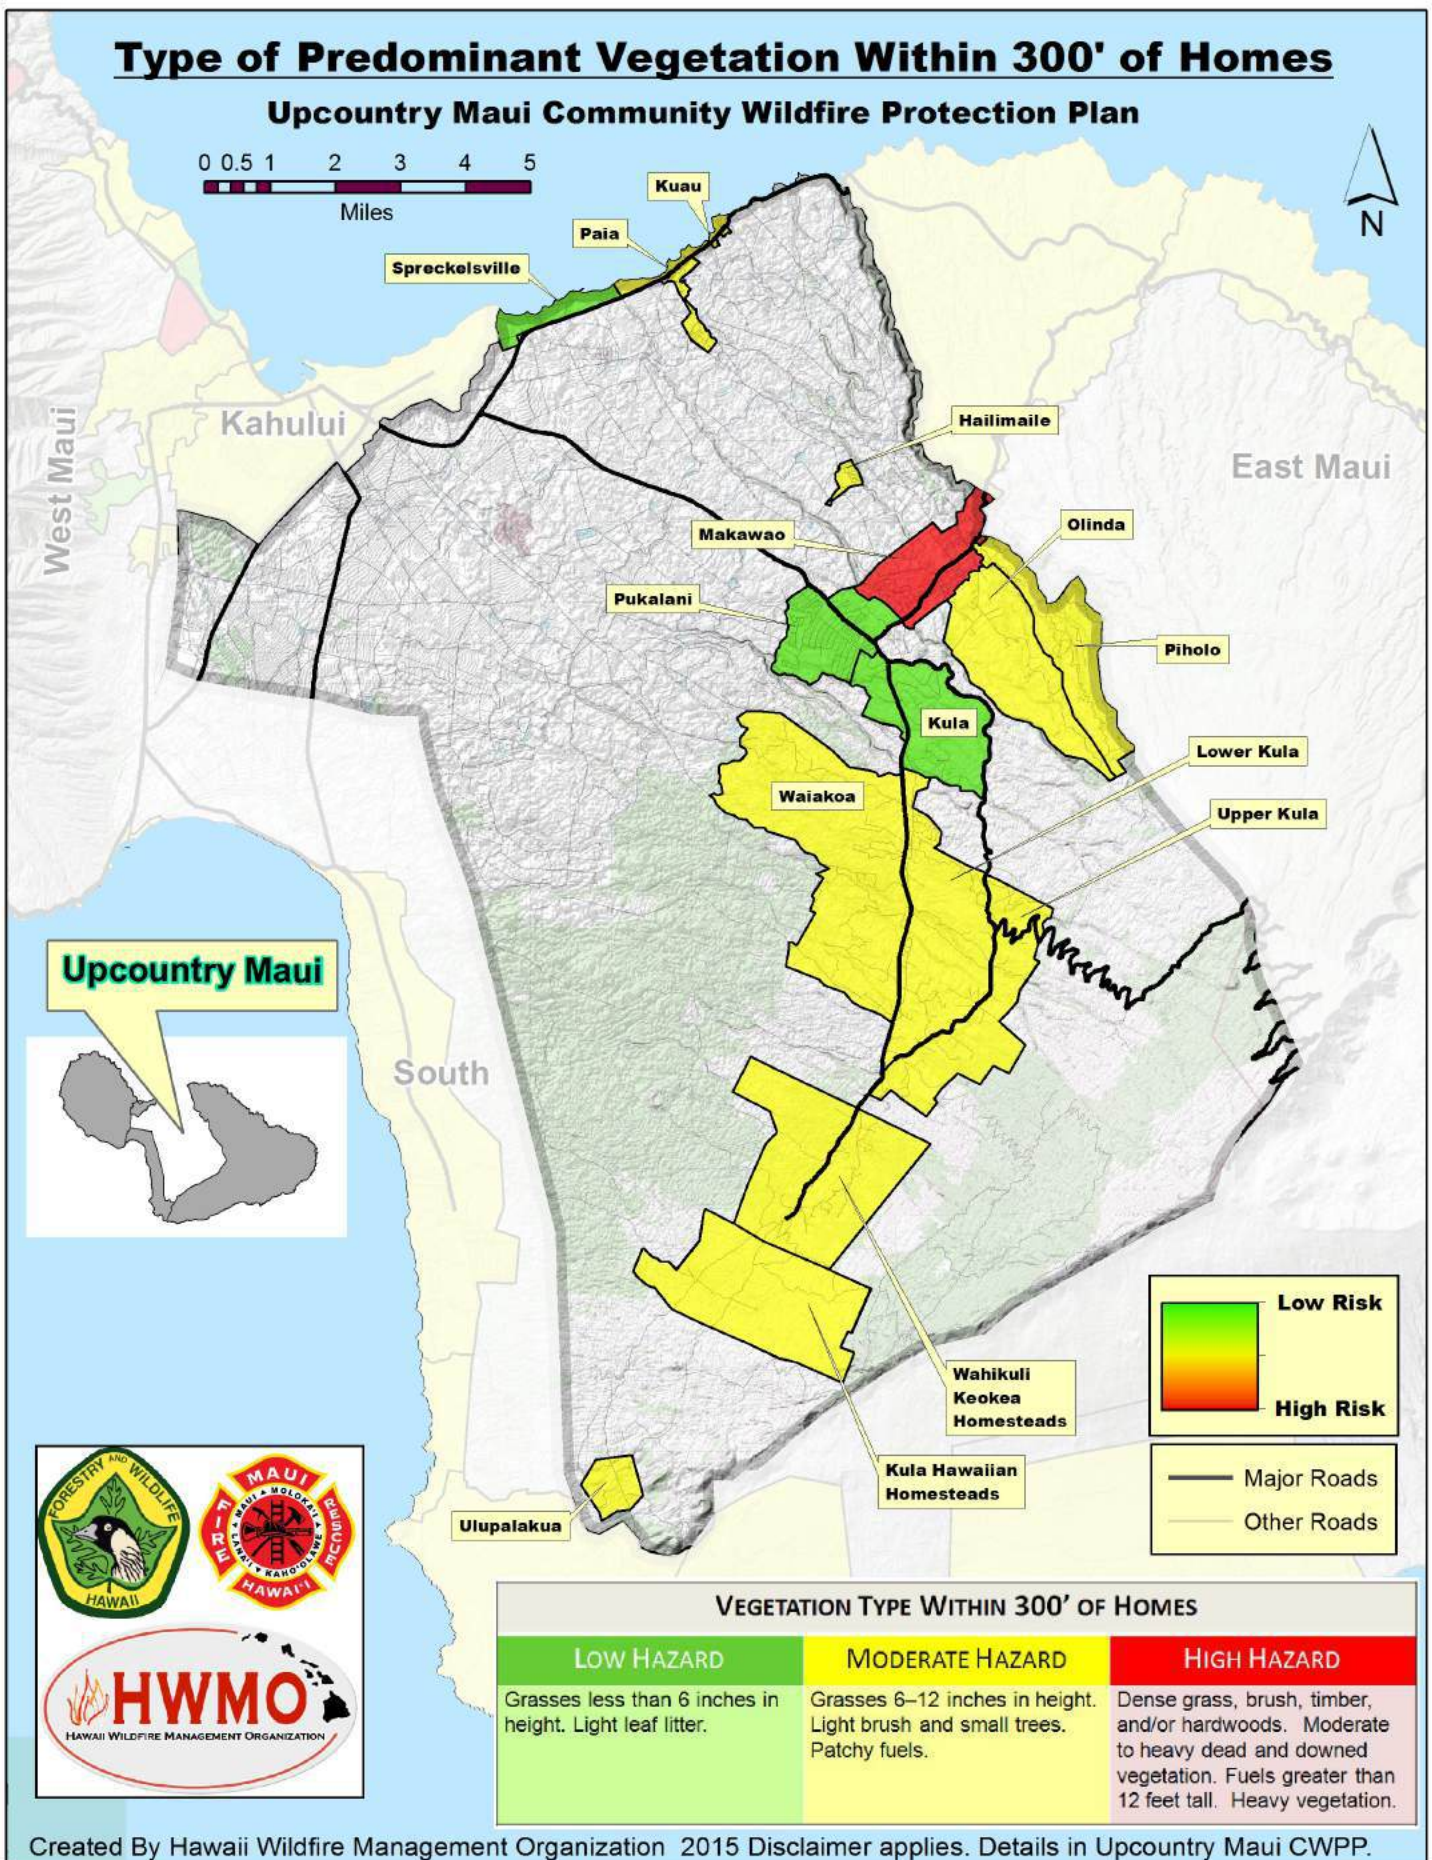 Type of Predominant Vegetation Within 300' of Homes
Upcountry Maui Community Wildfire Protection Plan
0 0.5 1 2 3 4 5
Miles
N
Kuau
Paia
Spreckelsville
Kahului
West Maui
Hailimaile
East Maui
Makawao
Olinda
Pukalani
Piholo
Kula
Lower Kula
Waiakoa
Upper Kula
Upcountry Maui
South
Low Risk
High Risk
Wahikuli
Keokea
Homesteads
Kula Hawaiian
Homesteads
Major Roads
Other Roads
Ulupalakua
FORESTRY AND WILDLIFE
HAWAII
MAUI
FIRE
RESCUE
HAWAI'I
MAUI ▲ MOLOKA'I
LANA'I ▼ KAHO'OLAWE
HWMO
HAWAII WILDFIRE MANAGEMENT ORGANIZATION
VEGETATION TYPE WITHIN 300' OF HOMES
LOW HAZARD
Grasses less than 6 inches in
height. Light leaf litter.
MODERATE HAZARD
Grasses 6–12 inches in height.
Light brush and small trees.
Patchy fuels.
HIGH HAZARD
Dense grass, brush, timber,
and/or hardwoods. Moderate
to heavy dead and downed
vegetation. Fuels greater than
12 feet tall. Heavy vegetation.
Created By Hawaii Wildfire Management Organization 2015 Disclaimer applies. Details in Upcountry Maui CWPP.